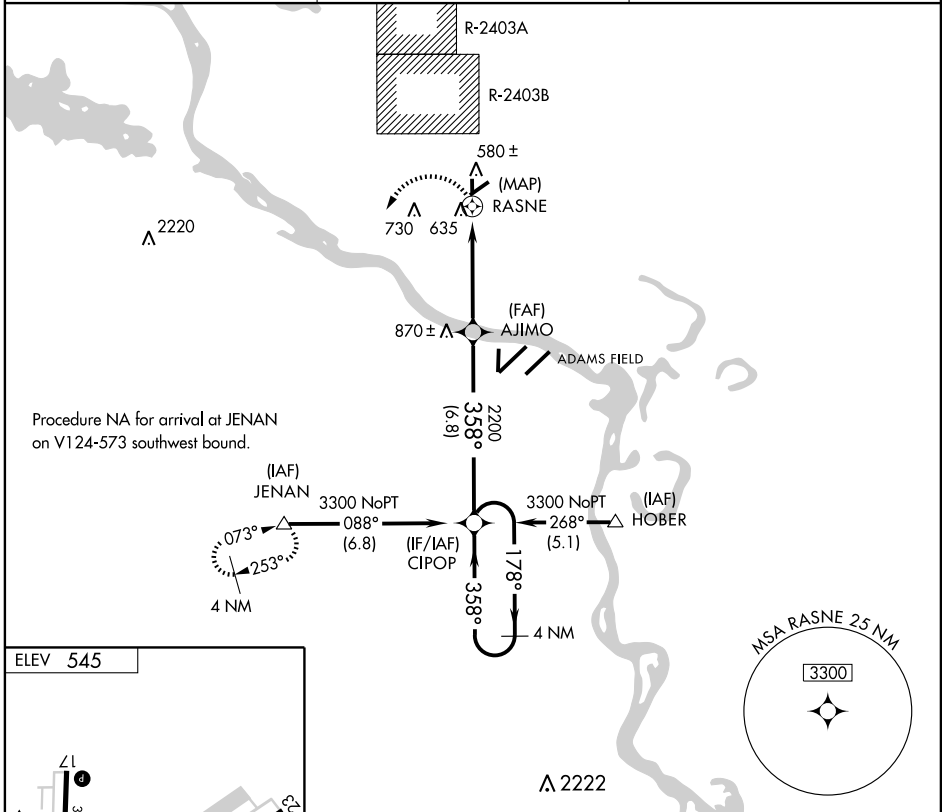 R-2403A
R-2403B
580 ±
(MAP)
RASNE
730
635
2220
(FAF)
AJIMO
870 ±
ADAMS FIELD
2200
358°
(6.8)
Procedure NA for arrival at JENAN
on V124-573 southwest bound.
(IAF)
JENAN
3300 NoPT
088°
(6.8)
(IF/IAF)
CIPOP
3300 NoPT
268°
(5.1)
(IAF)
HOBER
073°
253°
4 NM
178°
358°
4 NM
MSA RASNE 25 NM
3300
ELEV 545
17
P
3
23
2222